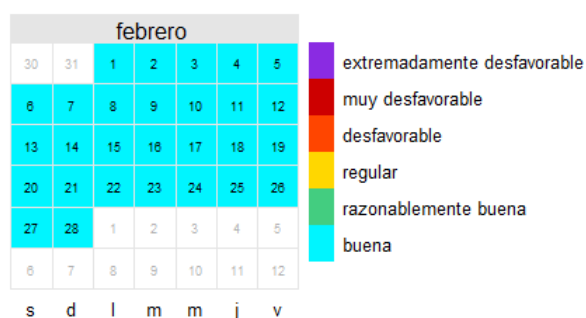 febrero
30 31 1 2 3 4 5
6 7 8 9 10 11 12
13 14 15 16 17 18 19
20 21 22 23 24 25 26
27 28 1 2 3 4 5
6 7 8 9 10 11 12
s d l m m j v
extremadamente desfavorable
muy desfavorable
desfavorable
regular
razonablemente buena
buena